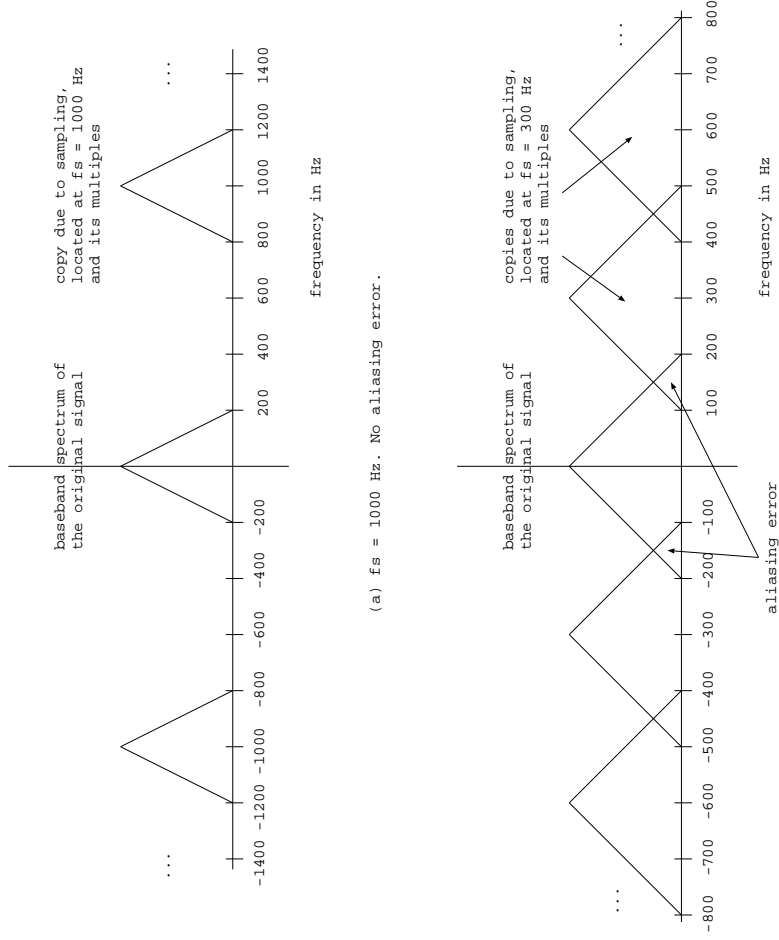 baseband spectrum of
the original signal
copy due to sampling,
located at fs = 1000 Hz
and its multiples
...
...
-1400 -1200 -1000 -800 -600 -400 -200 200 400 600 800 1000 1200 1400
frequency in Hz
(a) fs = 1000 Hz. No aliasing error.
baseband spectrum of
the original signal
copies due to sampling,
located at fs = 300 Hz
and its multiples
...
...
-800 -700 -600 -500 -400 -300 -200 -100 100 200 300 400 500 600 700 800
frequency in Hz
aliasing error